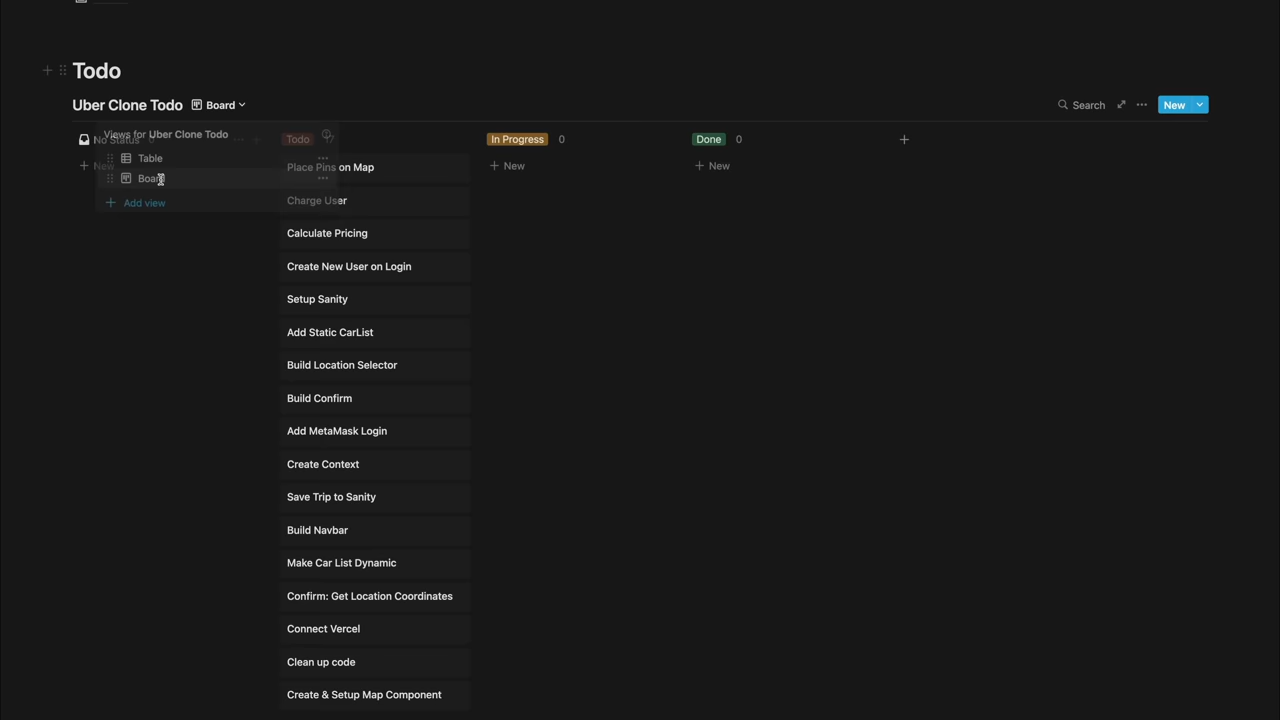 Todo
Uber Clone Todo Board
Search New
Views for Uber Clone Todo
Table
Board
Add view
No Status 0
New
Todo 17
Place Pins on Map
Charge User
Calculate Pricing
Create New User on Login
Setup Sanity
Add Static CarList
Build Location Selector
Build Confirm
Add MetaMask Login
Create Context
Save Trip to Sanity
Build Navbar
Make Car List Dynamic
Confirm: Get Location Coordinates
Connect Vercel
Clean up code
Create & Setup Map Component
In Progress 0
New
Done 0
New